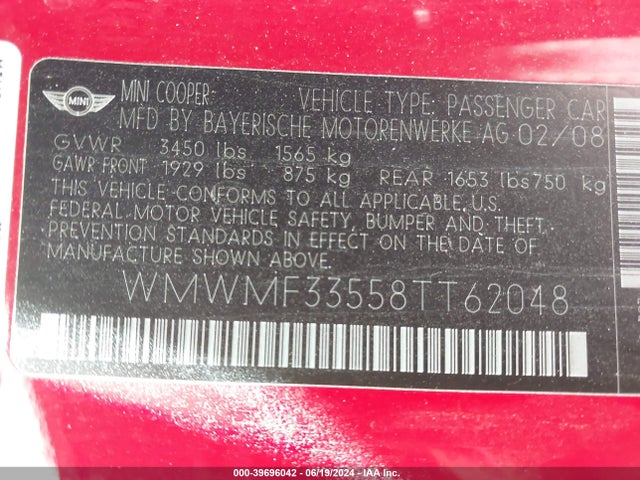 MINI
MINI COOPER
VEHICLE TYPE: PASSENGER CAR
MFD BY BAYERISCHE MOTORENWERKE AG 02/08
GVWR 3450 lbs 1565 kg
GAWR FRONT 1929 lbs 875 kg REAR 1653 lbs 750 kg
THIS VEHICLE CONFORMS TO ALL APPLICABLE U.S.
FEDERAL MOTOR VEHICLE SAFETY, BUMPER AND THEFT
PREVENTION STANDARDS IN EFFECT ON THE DATE OF
MANUFACTURE SHOWN ABOVE.
WMWMF33558TT62048
000-39696042 - 06/19/2024 - IAA Inc.